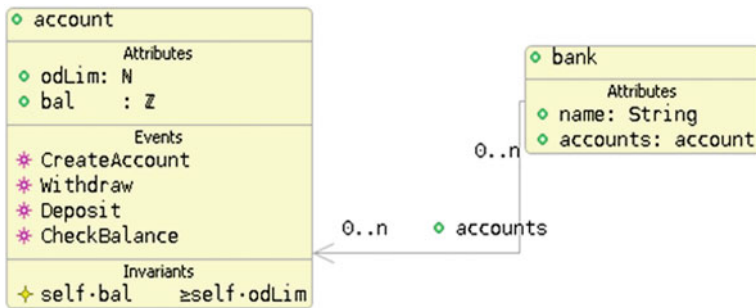 account
Attributes
odLim: ℕ
bal : ℤ
Events
CreateAccount
Withdraw
Deposit
CheckBalance
Invariants
self·bal ≥self·odLim
bank
Attributes
name: String
accounts: account
0..n
0..n
accounts